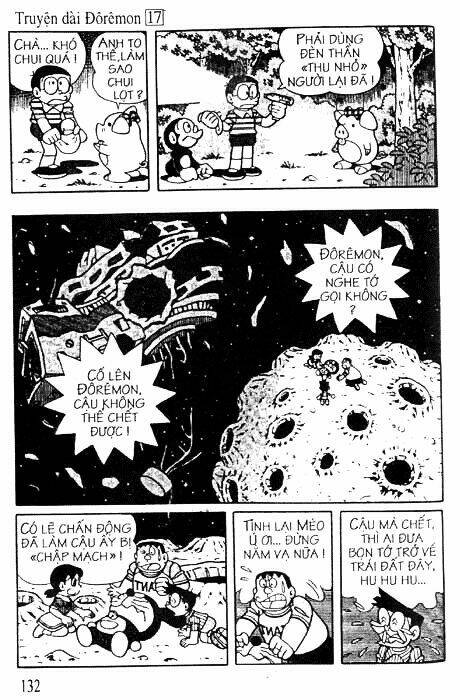 Truyện dài Đôrêmon 17
CHÀ... KHÓ
CHUI QUÁ !
ANH TO
THẾ, LÀM
SAO
CHUI
LỌT ?
PHẢI DÙNG
ĐÈN THẦN
«THU NHỎ»
NGƯỜI LẠI ĐÃ !
ĐÔRÊMON,
CẬU CÓ
NGHE TỚ
GỌI KHÔNG
?
CỐ LÊN
ĐÔRÊMON,
CẬU KHÔNG
THỂ CHẾT
ĐƯỢC !
CÓ LẼ CHẤN ĐỘNG
ĐÃ LÀM CẬU ẤY BỊ
«CHẬP MẠCH» !
TỈNH LẠI MÈO
Ú ƠI... ĐỪNG
NẰM VẠ NỮA !
CẬU MÀ CHẾT,
THÌ AI ĐƯA
BỌN TỚ TRỞ VỀ
TRÁI ĐẤT ĐÂY,
HU HU HU...
132